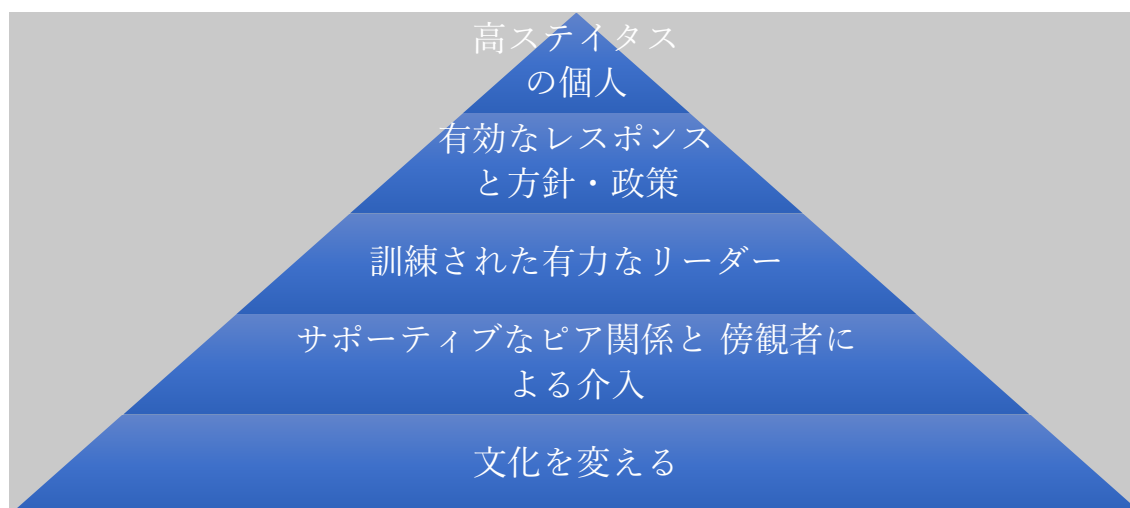 高ステイタス
の個人
有効なレスポンス
と方針・政策
訓練された有力なリーダー
サポーティブなピア関係と 傍観者に
よる介入
文化を変える